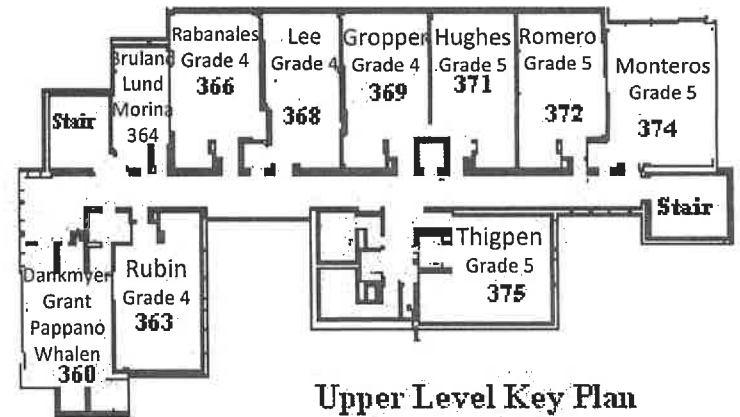 Rabanales
Grade 4
366
Lee
Grade 4
368
Gropper
Grade 4
369
Hughes
Grade 5
371
Romero
Grade 5
372
Monteros
Grade 5
374
Bruland
Lund
Morina
364
Stair
Stair
Thigpen
Grade 5
375
Rubin
Grade 4
363
Dankmyer
Grant
Pappano
Whalen
360
Upper Level Key Plan